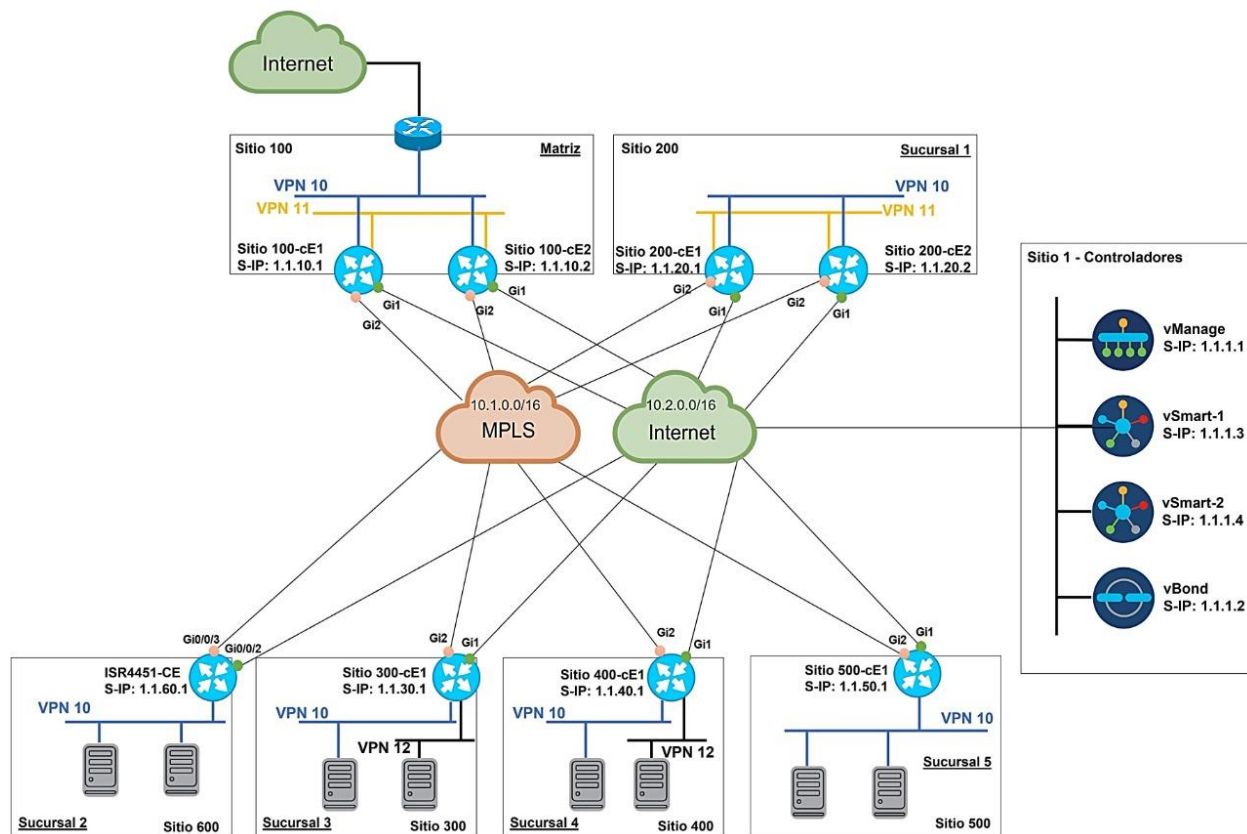 Internet
Sitio 100
Matriz
VPN 10
VPN 11
Sitio 100-cE1
S-IP: 1.1.10.1
Sitio 100-cE2
S-IP: 1.1.10.2
Gi1
Gi2
Gi1
Gi2
Sitio 200
Sucursal 1
VPN 10
VPN 11
Sitio 200-cE1
S-IP: 1.1.20.1
Sitio 200-cE2
S-IP: 1.1.20.2
Gi2
Gi1
Gi2
Gi1
10.1.0.0/16
MPLS
10.2.0.0/16
Internet
Sitio 1 - Controladores
vManage
S-IP: 1.1.1.1
vSmart-1
S-IP: 1.1.1.3
vSmart-2
S-IP: 1.1.1.4
vBond
S-IP: 1.1.1.2
Gi0/0/3
Gi0/0/2
ISR4451-CE
S-IP: 1.1.60.1
VPN 10
Sucursal 2
Sitio 600
Gi2
Gi1
Sitio 300-cE1
S-IP: 1.1.30.1
VPN 10
VPN 12
Sucursal 3
Sitio 300
Gi2
Gi1
Sitio 400-cE1
S-IP: 1.1.40.1
VPN 10
VPN 12
Sucursal 4
Sitio 400
Gi2
Gi1
Sitio 500-cE1
S-IP: 1.1.50.1
VPN 10
Sucursal 5
Sitio 500